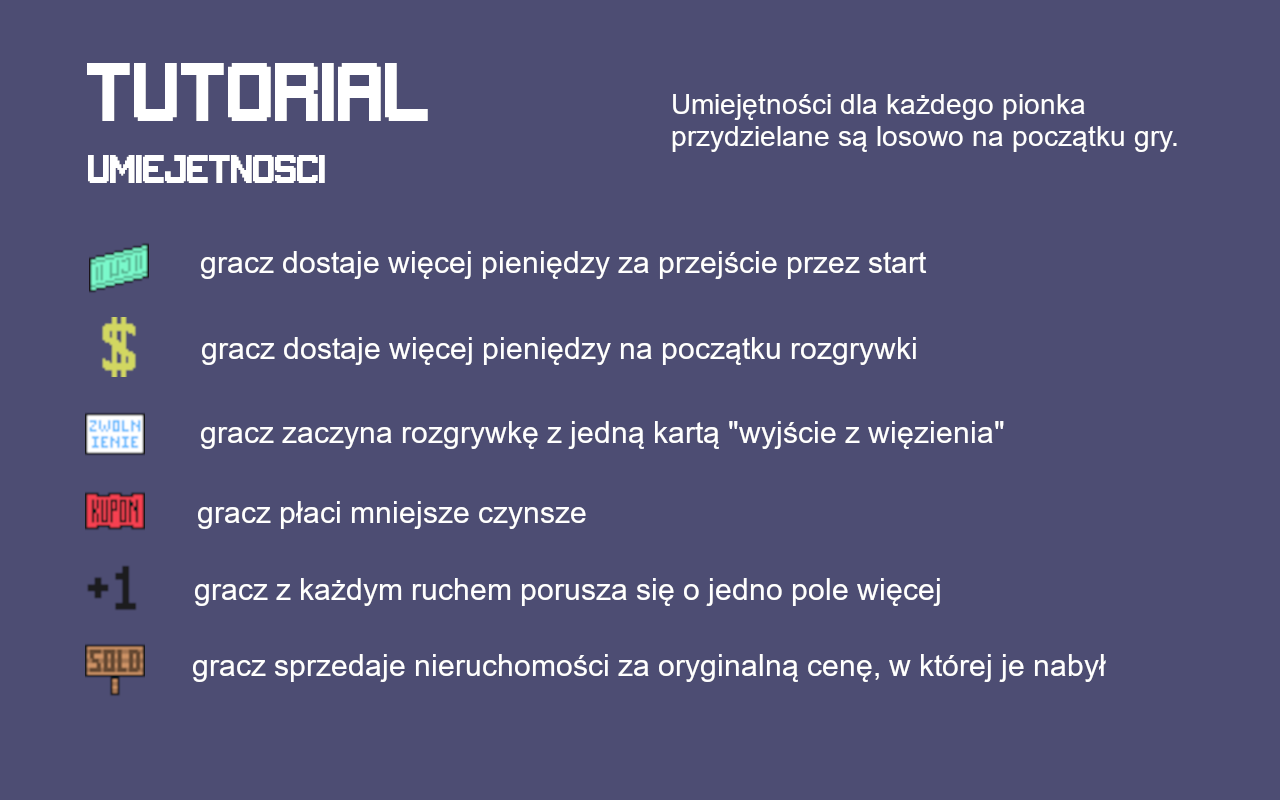 TUTORIAL
UMIEJETNOSCI
Umiejętności dla każdego pionka
przydzielane są losowo na początku gry.
gracz dostaje więcej pieniędzy za przejście przez start
$
gracz dostaje więcej pieniędzy na początku rozgrywki
ZWOLN
IENIE
gracz zaczyna rozgrywkę z jedną kartą "wyjście z więzienia"
KUPON
gracz płaci mniejsze czynsze
+1
gracz z każdym ruchem porusza się o jedno pole więcej
SOLD
gracz sprzedaje nieruchomości za oryginalną cenę, w której je nabył